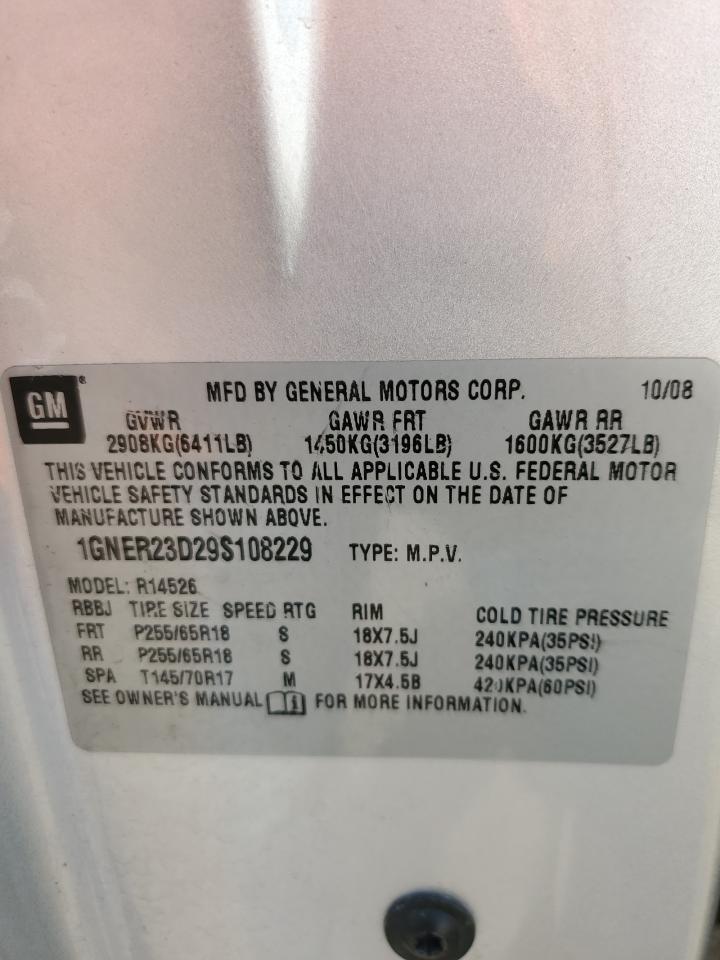 GM®
MFD BY GENERAL MOTORS CORP. 10/08
GVWR GAWR FRT GAWR RR
2908KG(6411LB) 1450KG(3196LB) 1600KG(3527LB)
THIS VEHICLE CONFORMS TO ALL APPLICABLE U.S. FEDERAL MOTOR
VEHICLE SAFETY STANDARDS IN EFFECT ON THE DATE OF
MANUFACTURE SHOWN ABOVE.
1GNER23D29S108229 TYPE: M.P.V.
MODEL: R14526
RBBJ TIRE SIZE SPEED RTG RIM COLD TIRE PRESSURE
FRT P255/65R18 S 18X7.5J 240KPA(35PSI)
RR P255/65R18 S 18X7.5J 240KPA(35PSI)
SPA T145/70R17 M 17X4.5B 420KPA(60PSI)
SEE OWNER'S MANUAL FOR MORE INFORMATION.